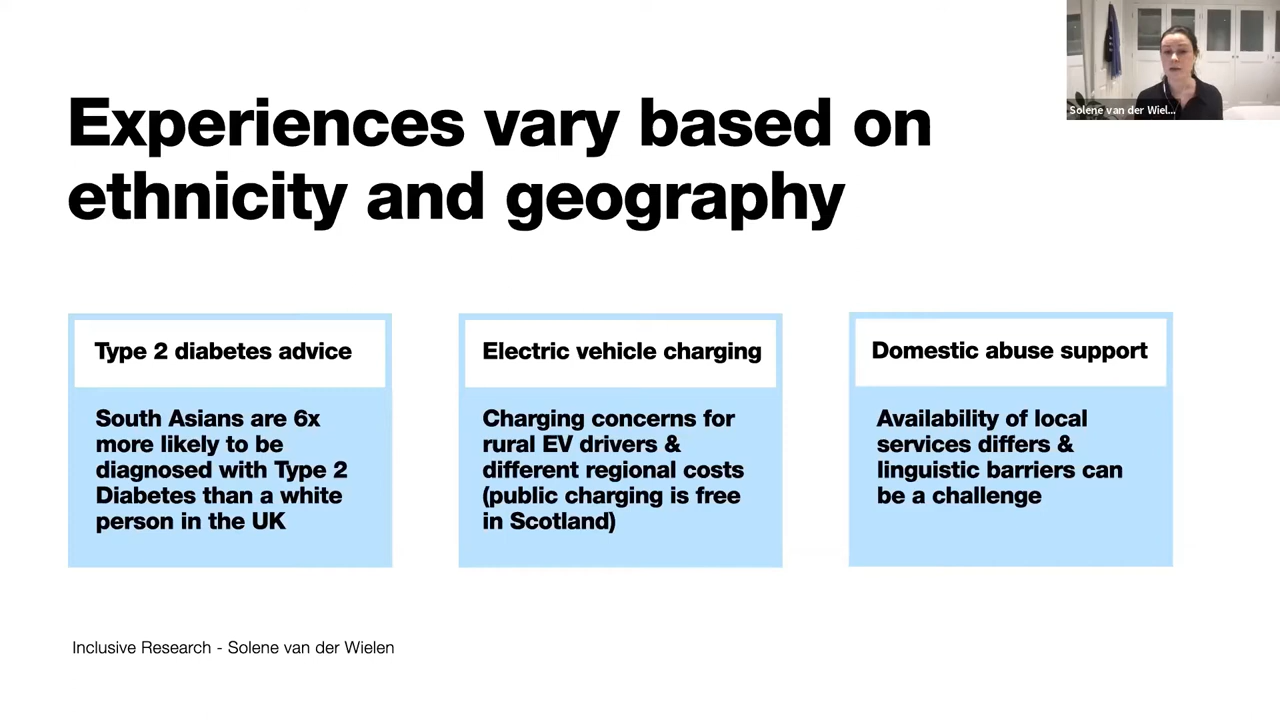 Solene van der Wiel...
Experiences vary based on
ethnicity and geography
Type 2 diabetes advice
South Asians are 6x
more likely to be
diagnosed with Type 2
Diabetes than a white
person in the UK
Electric vehicle charging
Charging concerns for
rural EV drivers &
different regional costs
(public charging is free
in Scotland)
Domestic abuse support
Availability of local
services differs &
linguistic barriers can
be a challenge
Inclusive Research - Solene van der Wielen